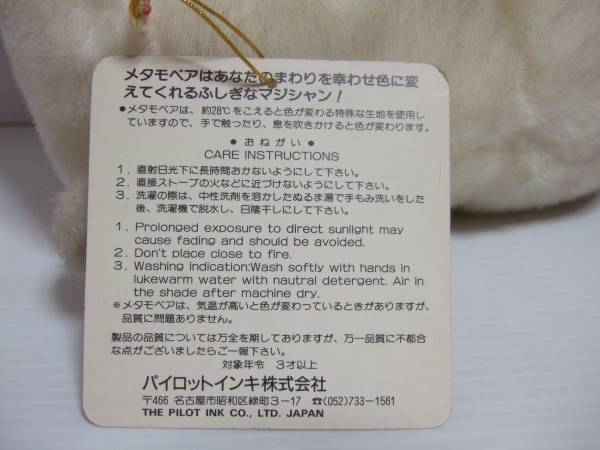 メタモベアはあなたのまわりを幸わせ色に変
えてくれるふしぎなマジシャン！
●メタモベアは、約28℃をこえると色が変わる特殊な生地を使用し
ていますので、手で触ったり、息を吹きかけると色が変わります。
● おねがい ●
CARE INSTRUCTIONS
1．直射日光下に長時間おかないようにして下さい。
2．直接ストーブの火などに近づけないようにして下さい。
3．洗濯の際は、中性洗剤を溶かしたぬるま湯で手もみ洗いをした
後、洗濯機で脱水し、日陰干しにして下さい。
1. Prolonged exposure to direct sunlight may
cause fading and should be avoided.
2. Don't place close to fire.
3. Washing indication:Wash softly with hands in
lukewarm water with nautral detergent. Air in
the shade after machine dry.
※メタモベアは、気温が高いと色が変わっているときがありますが、
品質に問題ありません。
製品の品質については万全を期しておりますが、万一品質に不都合
な点がございましたらご一報下さい。
対象年令 3才以上
パイロットインキ株式会社
〒466 名古屋市昭和区緑町3－17 ☎(052)733-1561
THE PILOT INK CO., LTD. JAPAN